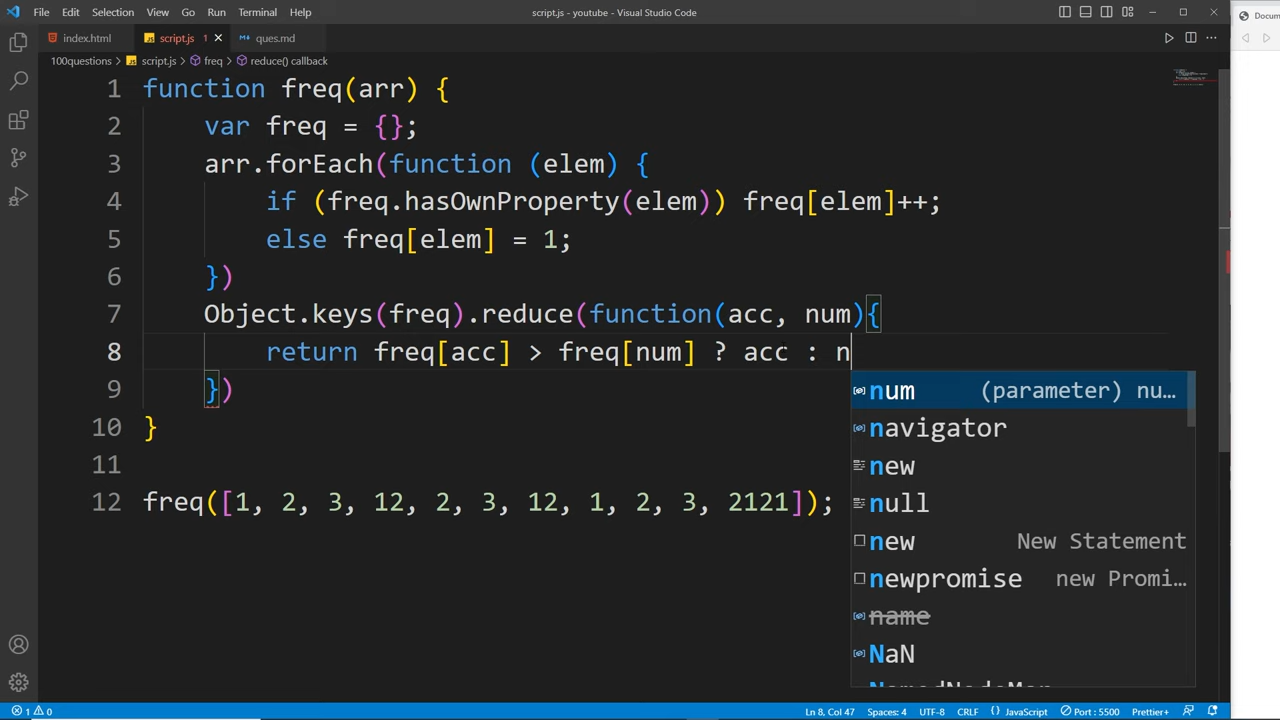 File Edit Selection View Go Run Terminal Help script.js - youtube - Visual Studio Code
Docum
index.html JS script.js 1 ques.md
100questions > JS script.js > freq > reduce() callback
1 function freq(arr) {
2 var freq = {};
3 arr.forEach(function (elem) {
4 if (freq.hasOwnProperty(elem)) freq[elem]++;
5 else freq[elem] = 1;
6 })
7 Object.keys(freq).reduce(function(acc, num){
8 return freq[acc] > freq[num] ? acc : n
9 })
10 }
11
12 freq([1, 2, 3, 12, 2, 3, 12, 1, 2, 3, 2121]);
num (parameter) nu…
navigator
new
null
new New Statement
newpromise new Promi…
name
NaN
1 0 Ln 8, Col 47 Spaces: 4 UTF-8 CRLF {} JavaScript Port : 5500 Prettier+